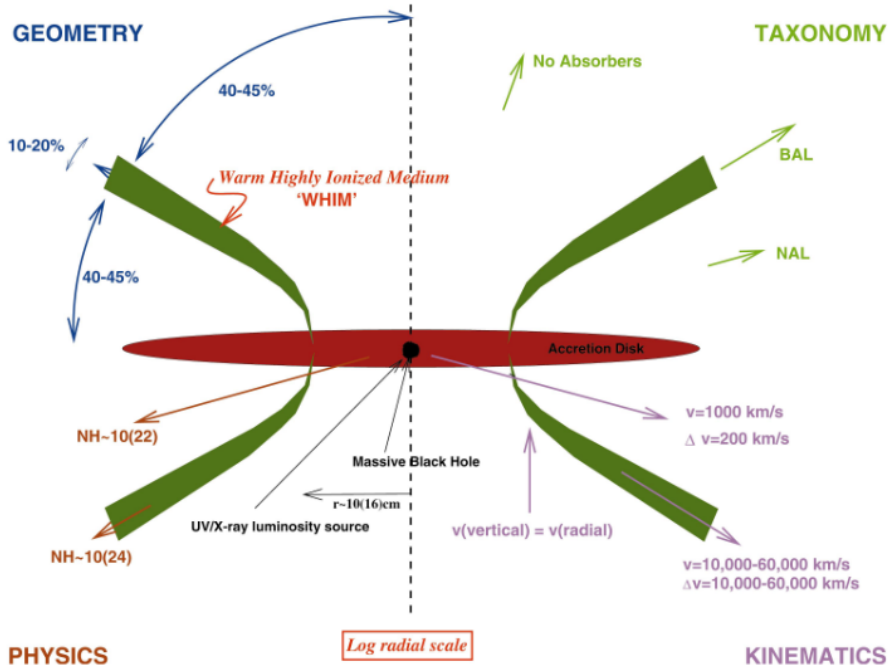 GEOMETRY
TAXONOMY
No Absorbers
40-45%
10-20%
BAL
Warm Highly Ionized Medium
'WHIM'
NAL
40-45%
Accretion Disk
v=1000 km/s
Δ v=200 km/s
NH~10(22)
Massive Black Hole
r~10(16)cm
UV/X-ray luminosity source
v(vertical) = v(radial)
NH~10(24)
v=10,000-60,000 km/s
Δv=10,000-60,000 km/s
PHYSICS
Log radial scale
KINEMATICS